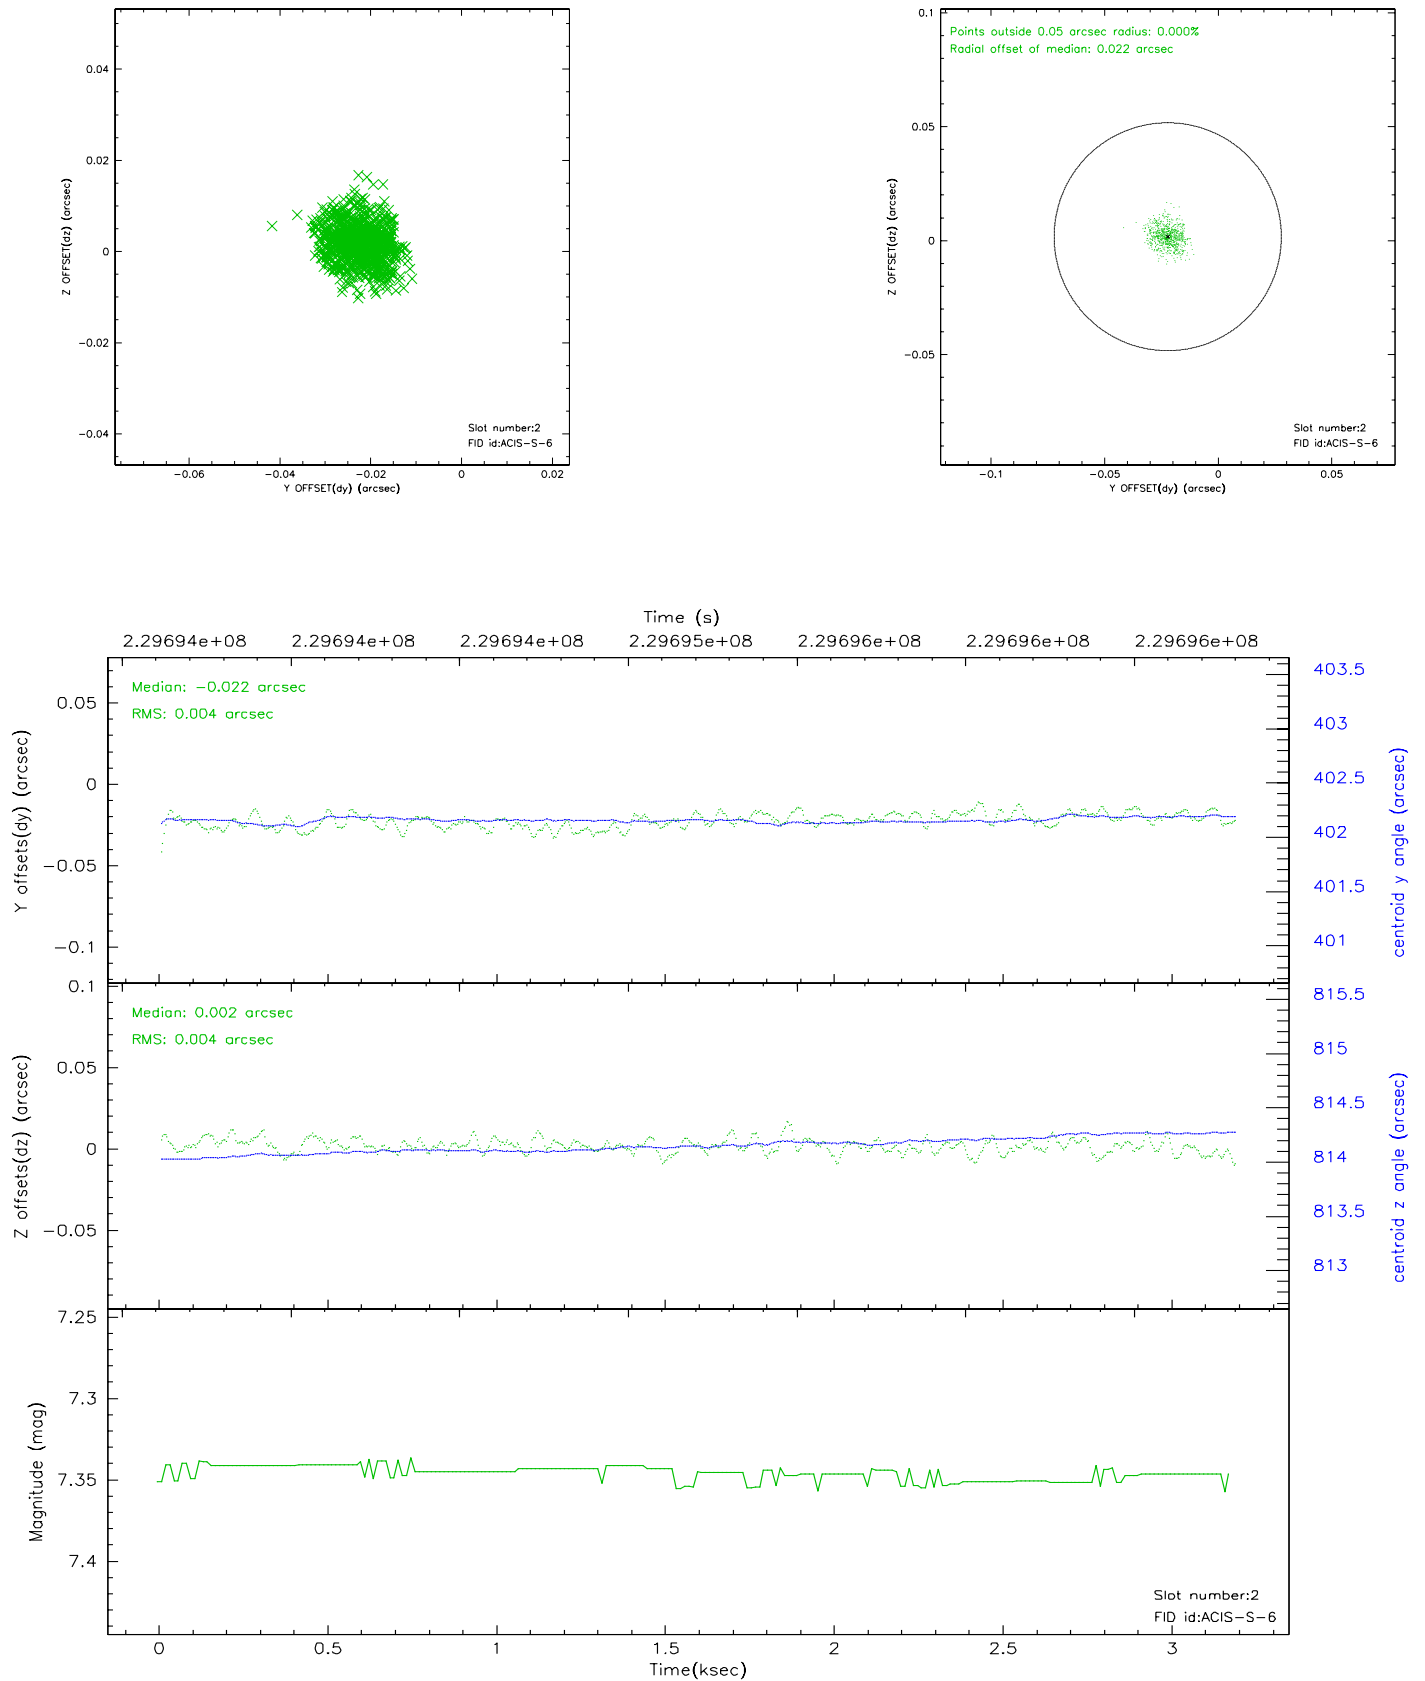 0.04
0.02
0
−0.02
−0.04
Z OFFSET(dz) (arcsec)
Slot number:2
FID id:ACIS−S−6
−0.06
−0.04
−0.02
0
0.02
Y OFFSET(dy) (arcsec)
Points outside 0.05 arcsec radius: 0.000%
Radial offset of median: 0.022 arcsec
0.1
0.05
0
−0.05
Z OFFSET(dz) (arcsec)
Slot number:2
FID id:ACIS−S−6
−0.1
−0.05
0
0.05
Y OFFSET(dy) (arcsec)
Time (s)
2.29694e+08 2.29694e+08 2.29694e+08 2.29695e+08 2.29696e+08 2.29696e+08 2.29696e+08
Median: −0.022 arcsec
RMS: 0.004 arcsec
0.05
0
−0.05
−0.1
Y offsets(dy) (arcsec)
403.5
403
402.5
402
401.5
401
centroid y angle (arcsec)
Median: 0.002 arcsec
RMS: 0.004 arcsec
0.1
0.05
0
−0.05
Z offsets(dz) (arcsec)
815.5
815
814.5
814
813.5
813
centroid z angle (arcsec)
7.25
7.3
7.35
7.4
Magnitude (mag)
Slot number:2
FID id:ACIS−S−6
0 0.5 1 1.5 2 2.5 3
Time(ksec)